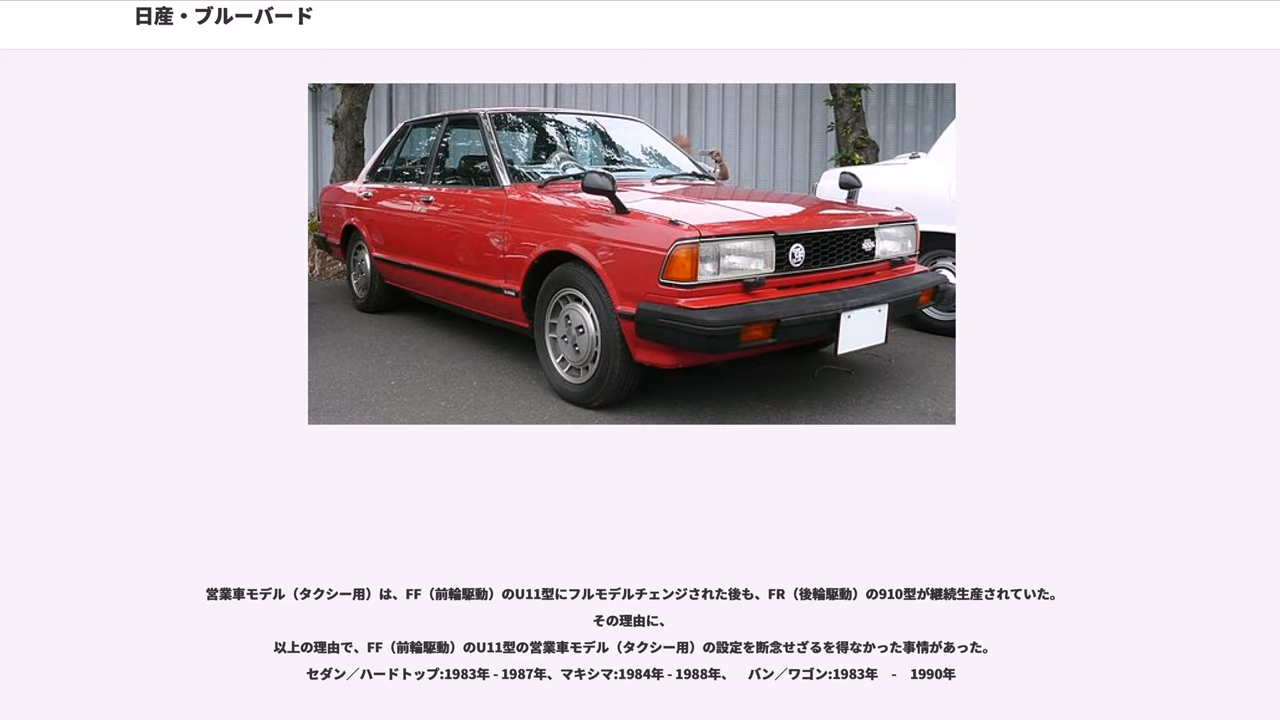 日産・ブルーバード
営業車モデル（タクシー用）は、FF（前輪駆動）のU11型にフルモデルチェンジされた後も、FR（後輪駆動）の910型が継続生産されていた。
その理由に、
以上の理由で、FF（前輪駆動）のU11型の営業車モデル（タクシー用）の設定を断念せざるを得なかった事情があった。
セダン／ハードトップ:1983年 - 1987年、マキシマ:1984年 - 1988年、　バン／ワゴン:1983年　-　1990年